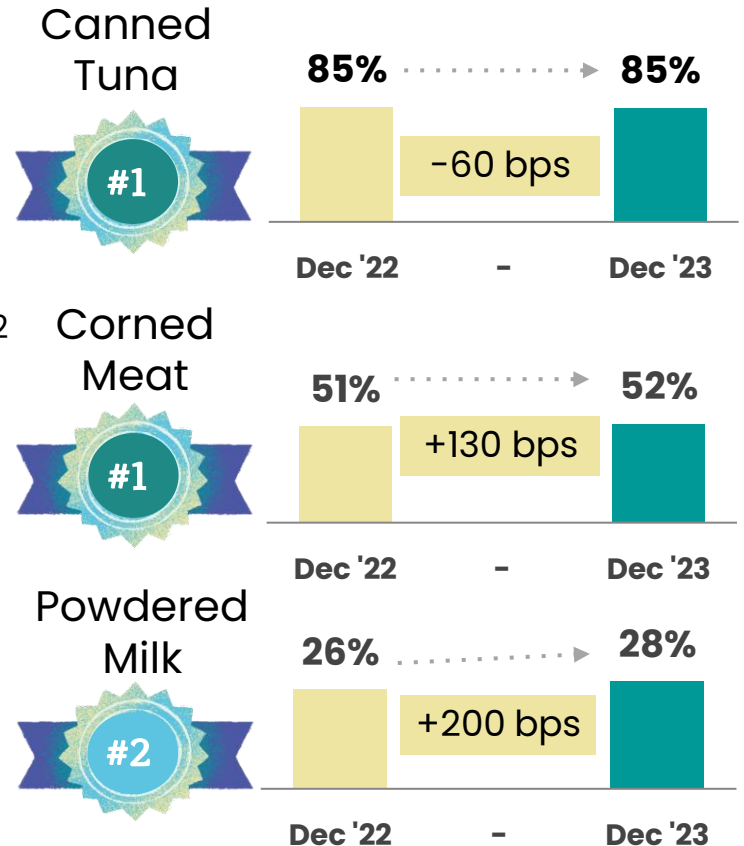 Canned
Tuna
#1
85% 85%
-60 bps
Dec '22 - Dec '23
2
Corned
Meat
#1
51% 52%
+130 bps
Dec '22 - Dec '23
Powdered
Milk
#2
26% 28%
+200 bps
Dec '22 - Dec '23